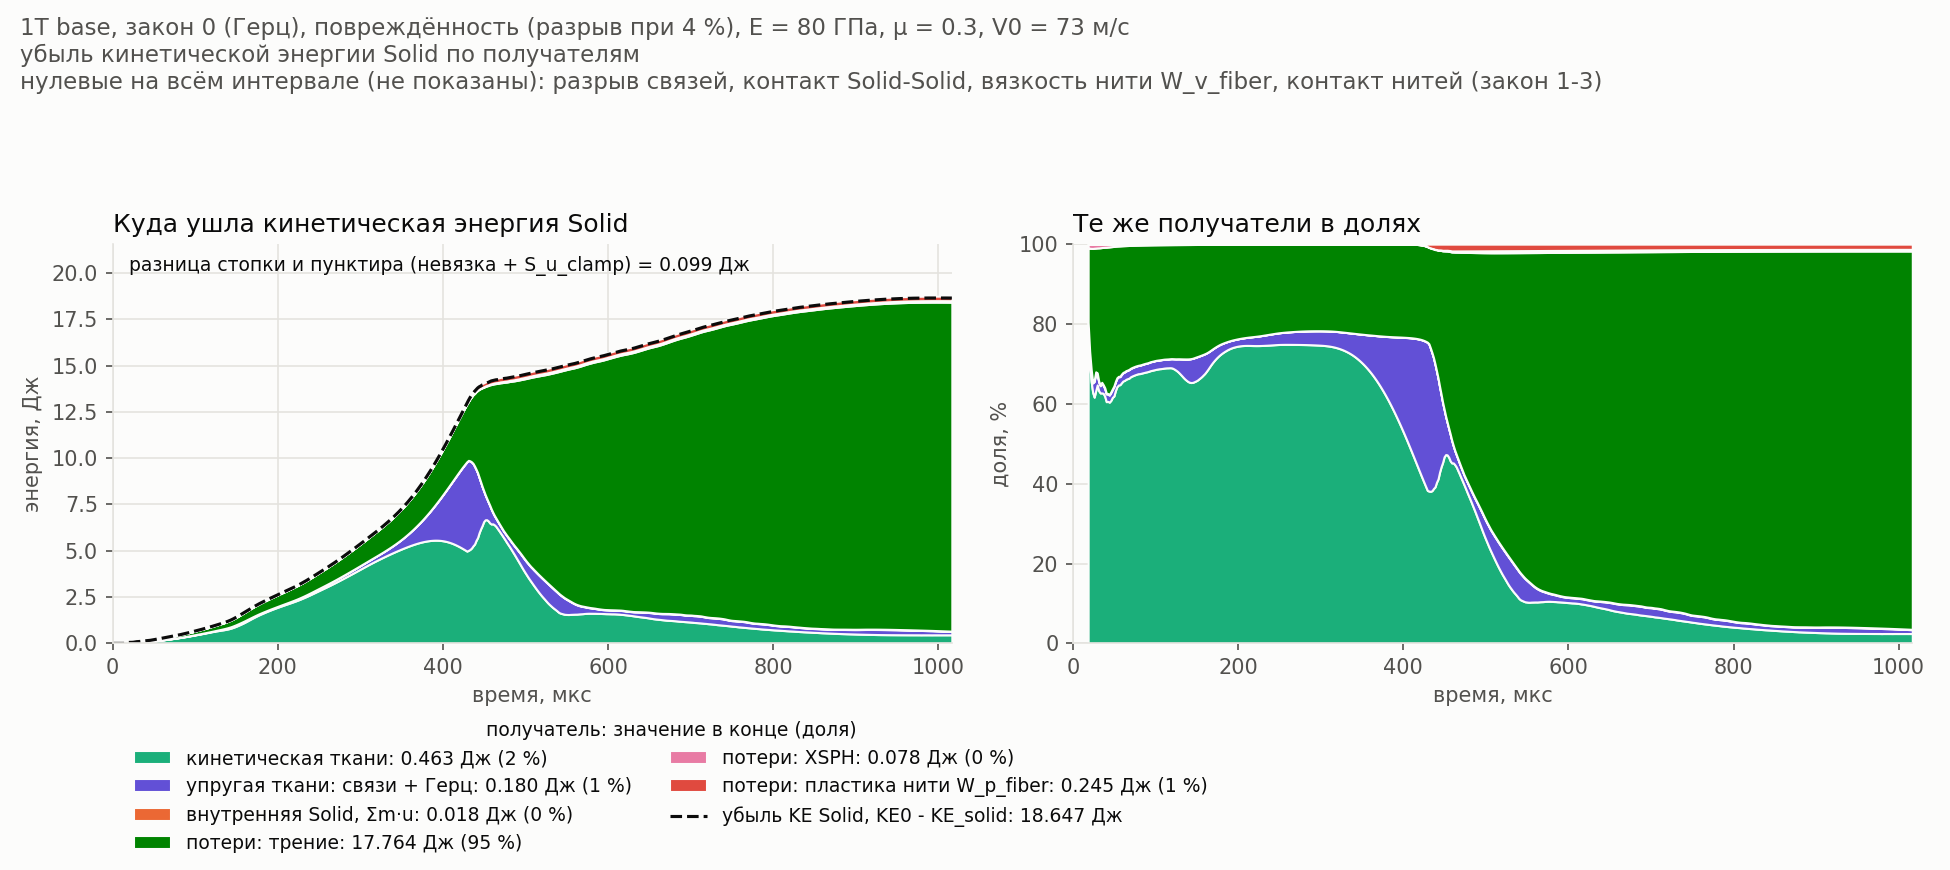 1T base, закон 0 (Герц), повреждённость (разрыв при 4 %), E = 80 ГПа, μ = 0.3, V0 = 73 м/с
убыль кинетической энергии Solid по получателям
нулевые на всём интервале (не показаны): разрыв связей, контакт Solid-Solid, вязкость нити W_v_fiber, контакт нитей (закон 1-3)
Куда ушла кинетическая энергия Solid
разница стопки и пунктира (невязка + S_u_clamp) = 0.099 Дж
энергия, Дж
20.0
17.5
15.0
12.5
10.0
7.5
5.0
2.5
0.0
0 200 400 600 800 1000
время, мкс
Те же получатели в долях
доля, %
100
80
60
40
20
0
0 200 400 600 800 1000
время, мкс
получатель: значение в конце (доля)
кинетическая ткани: 0.463 Дж (2 %)
упругая ткани: связи + Герц: 0.180 Дж (1 %)
внутренняя Solid, Σm·u: 0.018 Дж (0 %)
потери: трение: 17.764 Дж (95 %)
потери: XSPH: 0.078 Дж (0 %)
потери: пластика нити W_p_fiber: 0.245 Дж (1 %)
убыль KE Solid, KE0 - KE_solid: 18.647 Дж